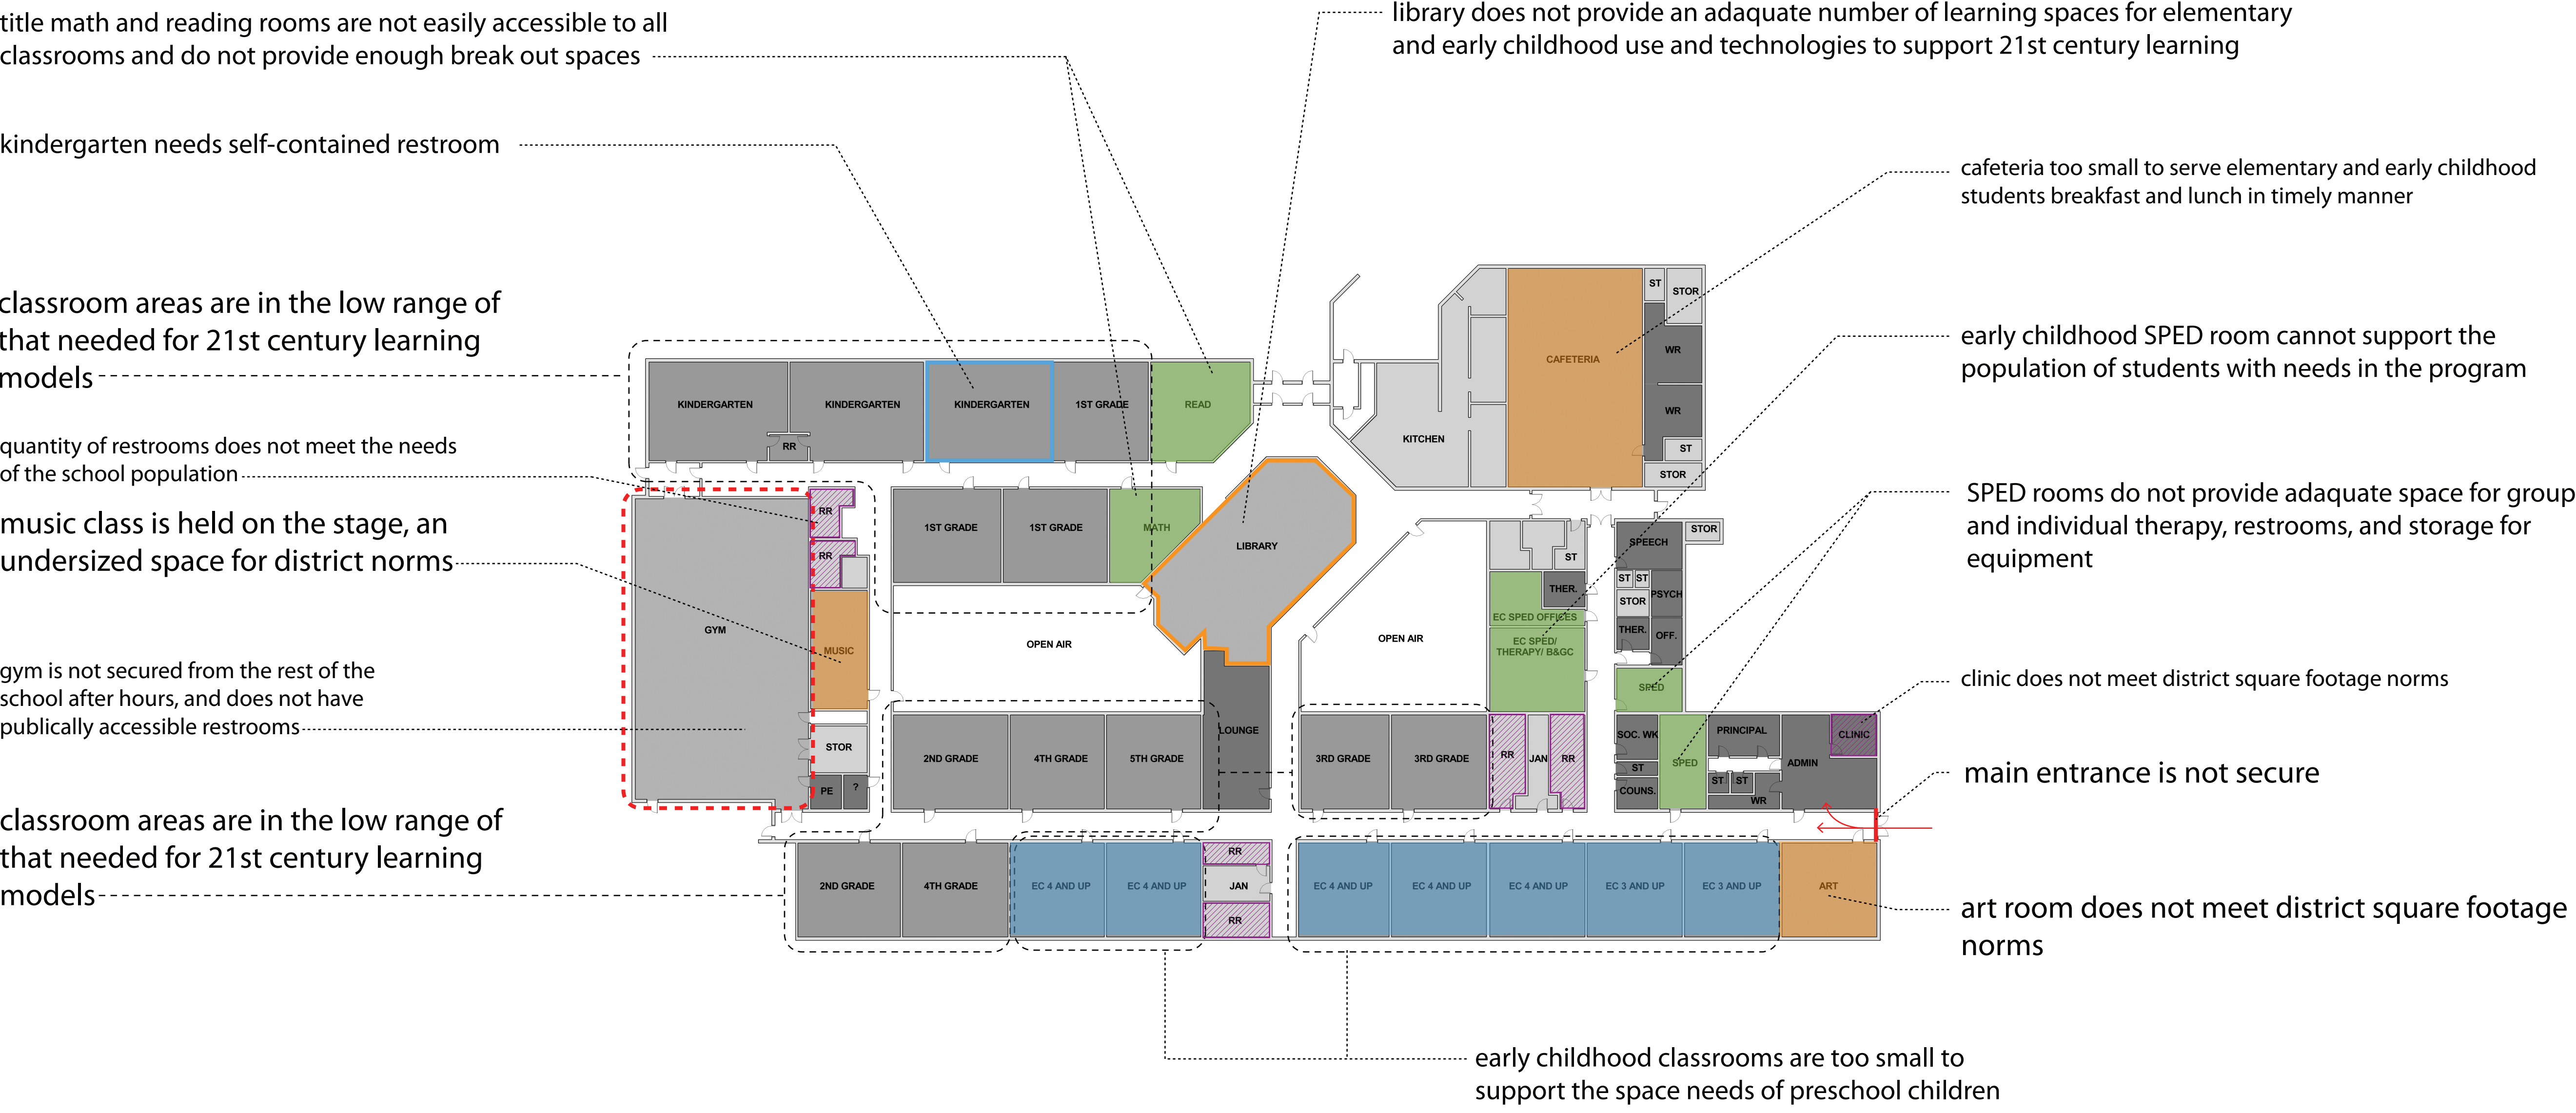 title math and reading rooms are not easily accessible to all
classrooms and do not provide enough break out spaces
library does not provide an adaquate number of learning spaces for elementary
and early childhood use and technologies to support 21st century learning
kindergarten needs self-contained restroom
cafeteria too small to serve elementary and early childhood
students breakfast and lunch in timely manner
classroom areas are in the low range of
that needed for 21st century learning
models
early childhood SPED room cannot support the
population of students with needs in the program
quantity of restrooms does not meet the needs
of the school population
SPED rooms do not provide adaquate space for group
and individual therapy, restrooms, and storage for
equipment
music class is held on the stage, an
undersized space for district norms
gym is not secured from the rest of the
school after hours, and does not have
publically accessible restrooms
clinic does not meet district square footage norms
main entrance is not secure
classroom areas are in the low range of
that needed for 21st century learning
models
art room does not meet district square footage
norms
early childhood classrooms are too small to
support the space needs of preschool children
ST
STOR
CAFETERIA
WR
WR
ST
STOR
KITCHEN
KINDERGARTEN
KINDERGARTEN
KINDERGARTEN
1ST GRADE
READ
RR
RR
RR
1ST GRADE
1ST GRADE
MATH
LIBRARY
GYM
MUSIC
OPEN AIR
OPEN AIR
ST
THER.
EC SPED OFFICES
EC SPED/
THERAPY/ B&GC
SPEECH
STOR
ST
ST
STOR
PSYCH
THER.
OFF.
SPED
STOR
PE
?
2ND GRADE
4TH GRADE
5TH GRADE
LOUNGE
3RD GRADE
3RD GRADE
RR
JAN
RR
SOC. WK
ST
COUNS.
SPED
PRINCIPAL
ST
ST
WR
ADMIN
CLINIC
2ND GRADE
4TH GRADE
EC 4 AND UP
EC 4 AND UP
RR
JAN
RR
EC 4 AND UP
EC 4 AND UP
EC 4 AND UP
EC 3 AND UP
EC 3 AND UP
ART